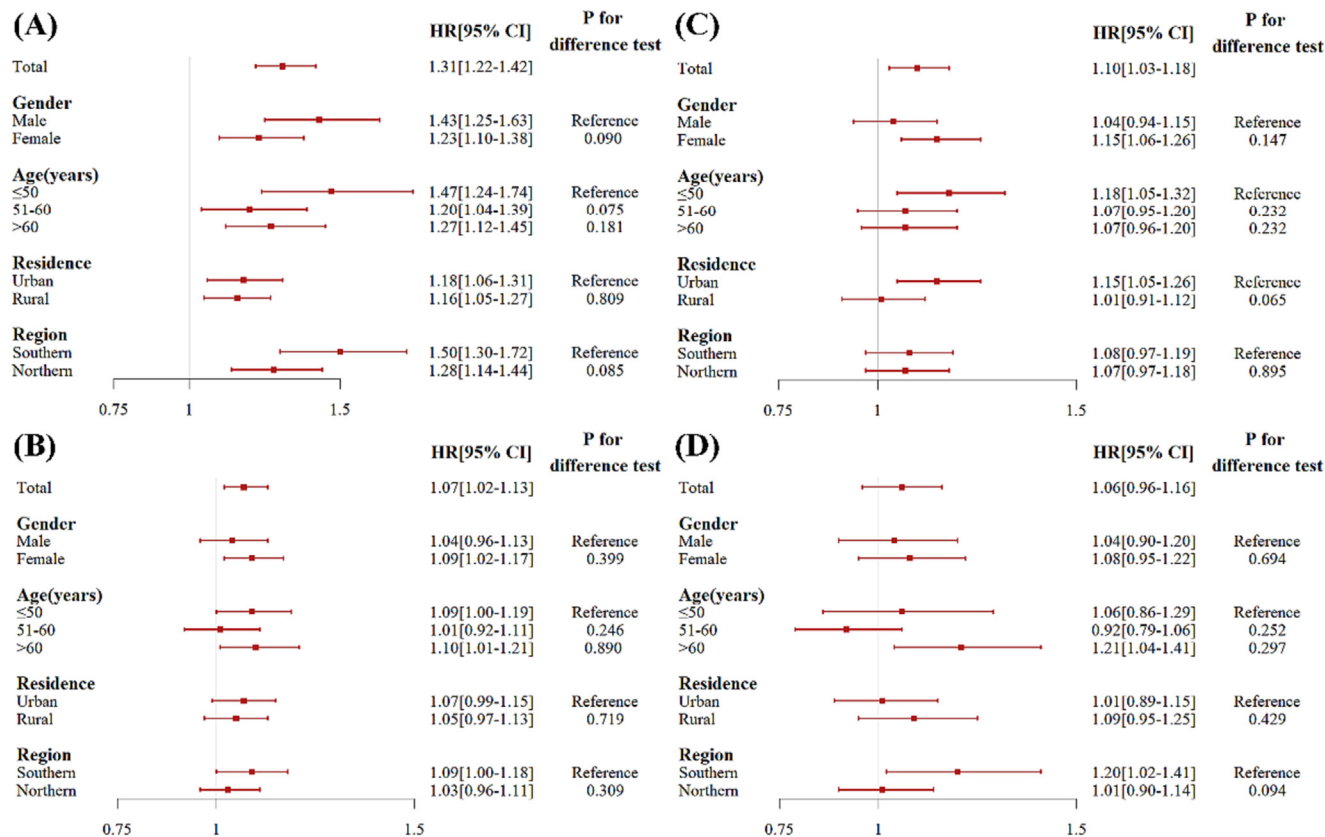 (A)
HR[95% CI] P for difference test
Total 1.31[1.22-1.42]
Gender
Male 1.43[1.25-1.63] Reference
Female 1.23[1.10-1.38] 0.090
Age(years)
≤50 1.47[1.24-1.74] Reference
51-60 1.20[1.04-1.39] 0.075
>60 1.27[1.12-1.45] 0.181
Residence
Urban 1.18[1.06-1.31] Reference
Rural 1.16[1.05-1.27] 0.809
Region
Southern 1.50[1.30-1.72] Reference
Northern 1.28[1.14-1.44] 0.085
0.75 1 1.5
(C)
HR[95% CI] P for difference test
Total 1.10[1.03-1.18]
Gender
Male 1.04[0.94-1.15] Reference
Female 1.15[1.06-1.26] 0.147
Age(years)
≤50 1.18[1.05-1.32] Reference
51-60 1.07[0.95-1.20] 0.232
>60 1.07[0.96-1.20] 0.232
Residence
Urban 1.15[1.05-1.26] Reference
Rural 1.01[0.91-1.12] 0.065
Region
Southern 1.08[0.97-1.19] Reference
Northern 1.07[0.97-1.18] 0.895
0.75 1 1.5
(B)
HR[95% CI] P for difference test
Total 1.07[1.02-1.13]
Gender
Male 1.04[0.96-1.13] Reference
Female 1.09[1.02-1.17] 0.399
Age(years)
≤50 1.09[1.00-1.19] Reference
51-60 1.01[0.92-1.11] 0.246
>60 1.10[1.01-1.21] 0.890
Residence
Urban 1.07[0.99-1.15] Reference
Rural 1.05[0.97-1.13] 0.719
Region
Southern 1.09[1.00-1.18] Reference
Northern 1.03[0.96-1.11] 0.309
0.75 1 1.5
(D)
HR[95% CI] P for difference test
Total 1.06[0.96-1.16]
Gender
Male 1.04[0.90-1.20] Reference
Female 1.08[0.95-1.22] 0.694
Age(years)
≤50 1.06[0.86-1.29] Reference
51-60 0.92[0.79-1.06] 0.252
>60 1.21[1.04-1.41] 0.297
Residence
Urban 1.01[0.89-1.15] Reference
Rural 1.09[0.95-1.25] 0.429
Region
Southern 1.20[1.02-1.41] Reference
Northern 1.01[0.90-1.14] 0.094
0.75 1 1.5